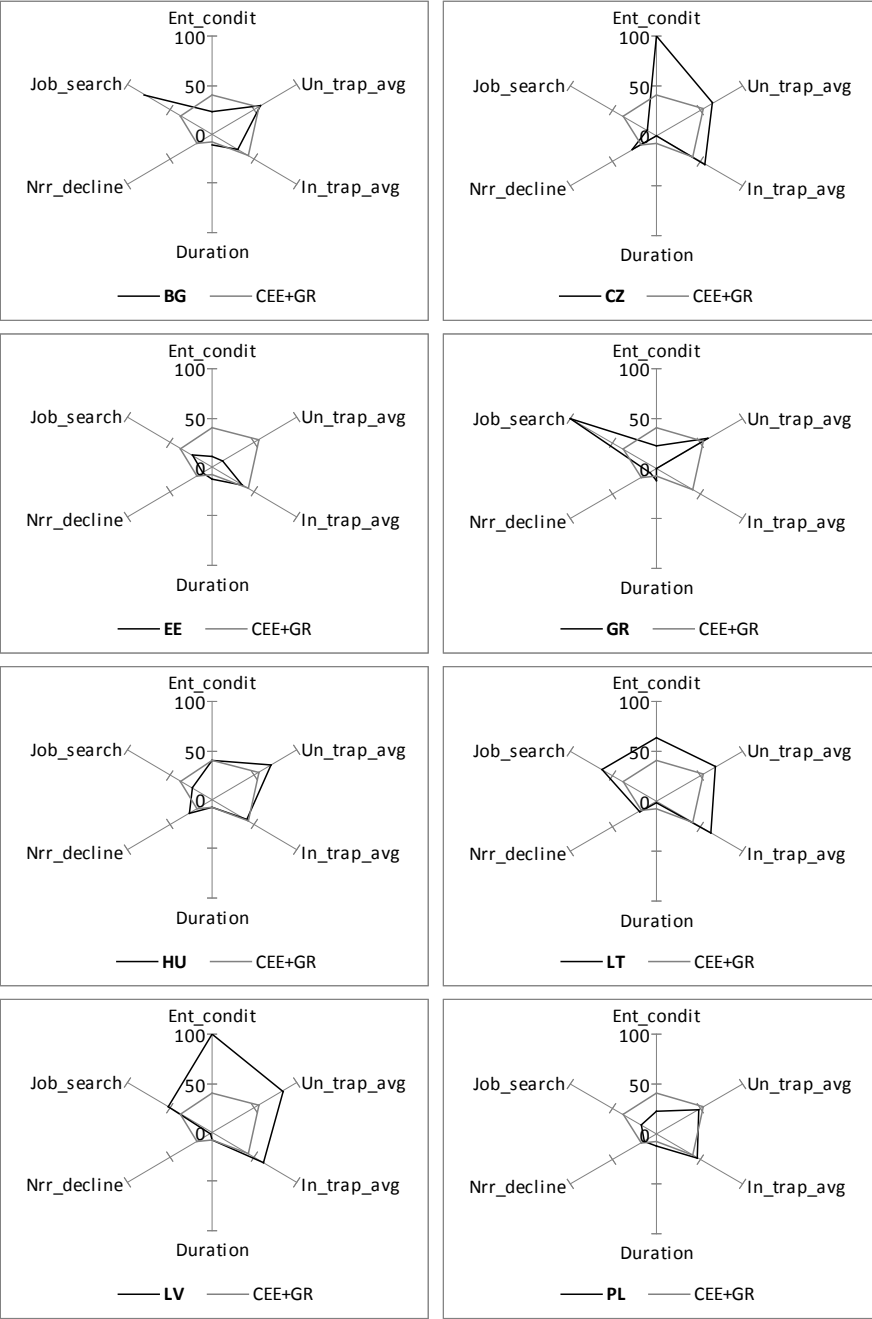 Ent_condit
100
Job_search
50
Un_trap_avg
0
Nrr_decline
In_trap_avg
Duration
BG CEE+GR
Ent_condit
100
Job_search
50
Un_trap_avg
0
Nrr_decline
In_trap_avg
Duration
CZ CEE+GR
Ent_condit
100
Job_search
50
Un_trap_avg
0
Nrr_decline
In_trap_avg
Duration
EE CEE+GR
Ent_condit
100
Job_search
50
Un_trap_avg
0
Nrr_decline
In_trap_avg
Duration
GR CEE+GR
Ent_condit
100
Job_search
50
Un_trap_avg
0
Nrr_decline
In_trap_avg
Duration
HU CEE+GR
Ent_condit
100
Job_search
50
Un_trap_avg
0
Nrr_decline
In_trap_avg
Duration
LT CEE+GR
Ent_condit
100
Job_search
50
Un_trap_avg
0
Nrr_decline
In_trap_avg
Duration
LV CEE+GR
Ent_condit
100
Job_search
50
Un_trap_avg
0
Nrr_decline
In_trap_avg
Duration
PL CEE+GR